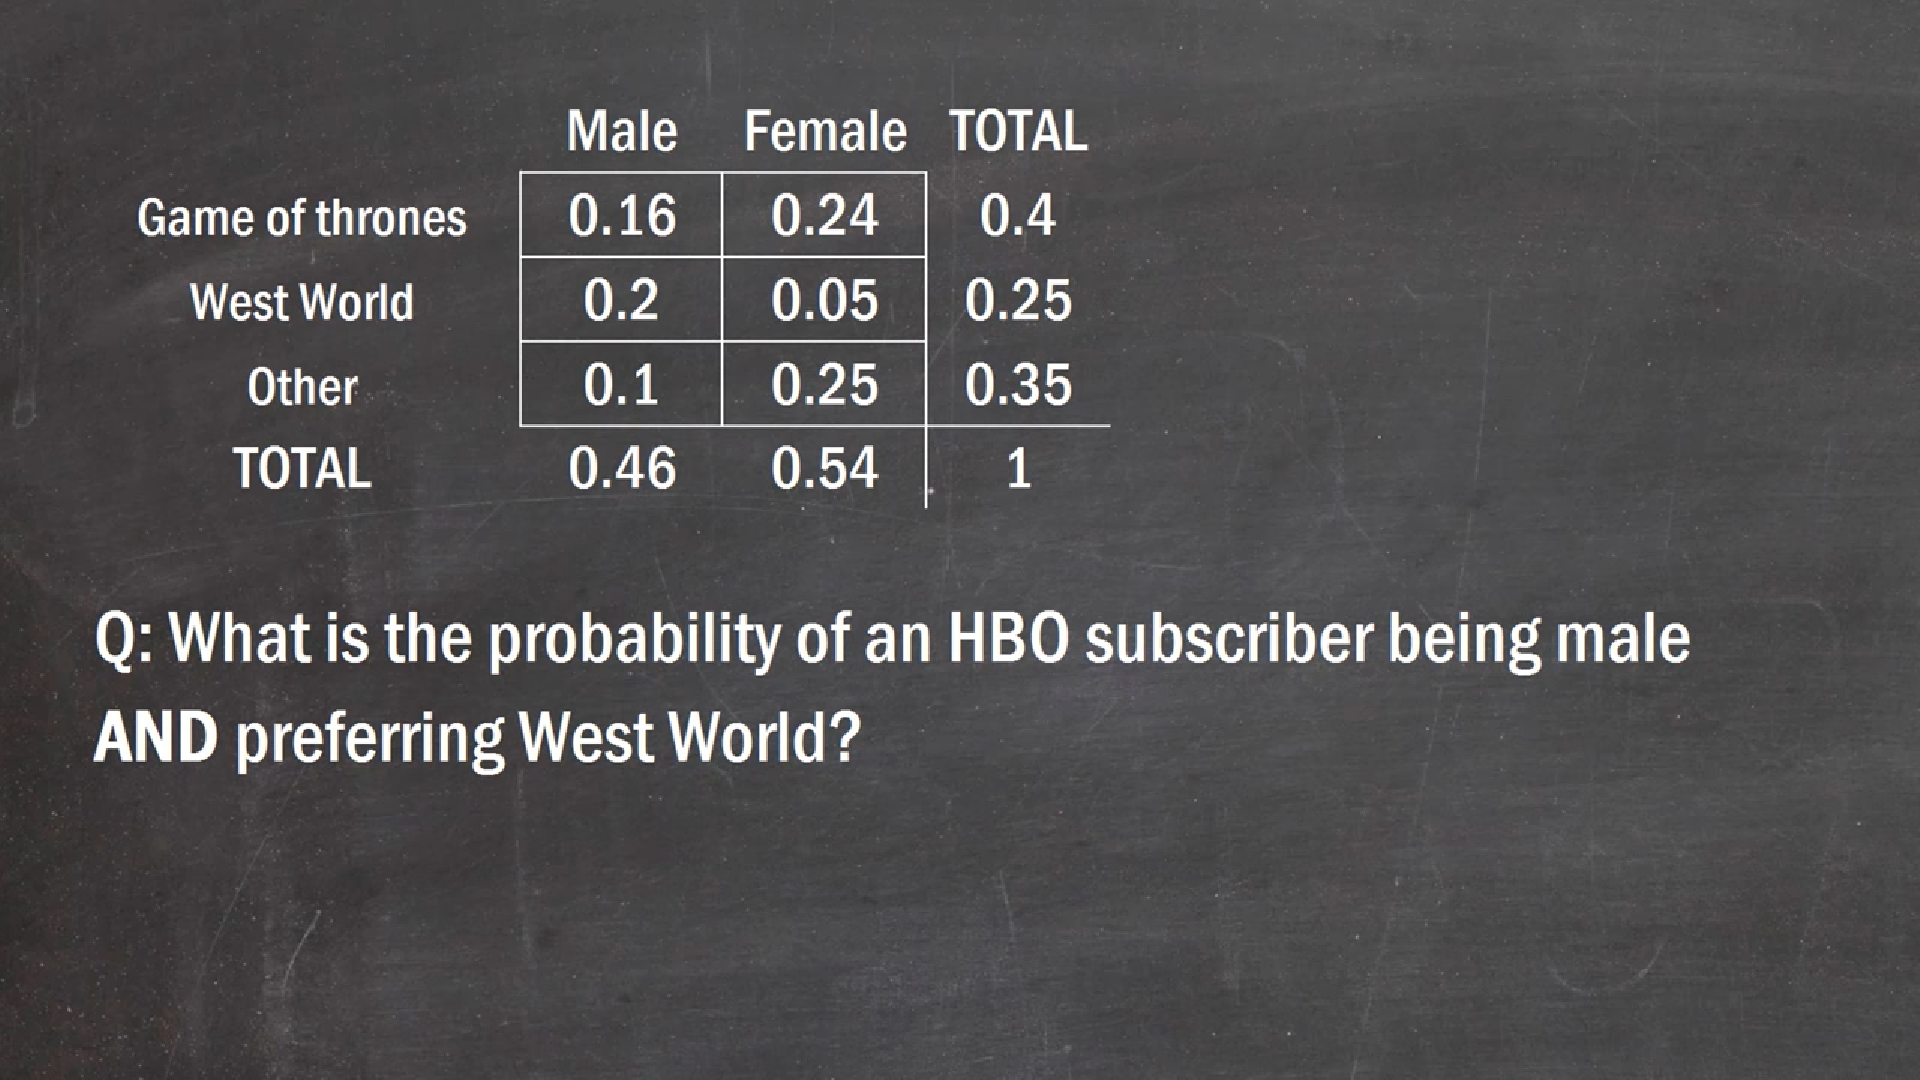 Male Female TOTAL
Game of thrones 0.16 0.24 0.4
West World 0.2 0.05 0.25
Other 0.1 0.25 0.35
TOTAL 0.46 0.54 1
Q: What is the probability of an HBO subscriber being male
AND preferring West World?